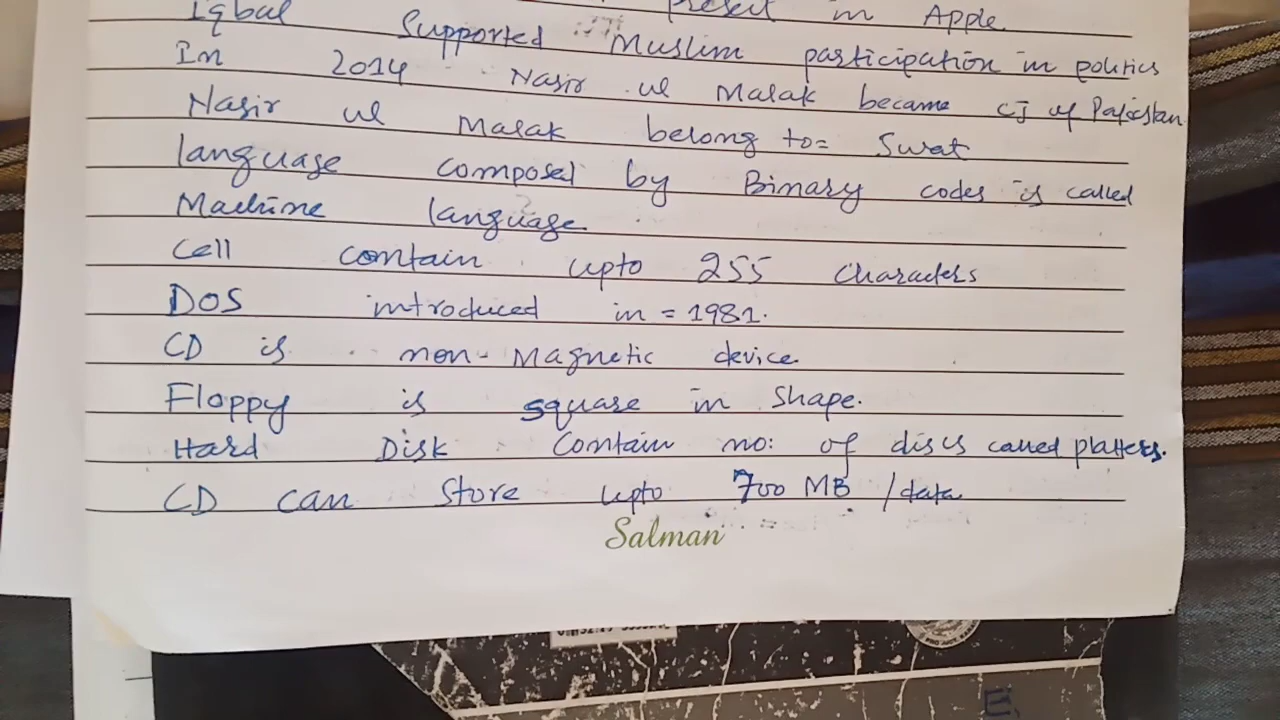 present in Apple
Iqbal Supported Muslim participation in politics
In 2014 Nasir ul Malak became CJ of Pakistan
Nasir ul Malak belong to= Swat
language composed by Binary codes is called
Machine language
Cell contain upto 255 characters
DOS introduced in = 1981.
CD is non-Magnetic device.
Floppy is square in shape.
Hard Disk Contain no: of discs called platters.
CD can Store upto 700 MB /data
Salman
E